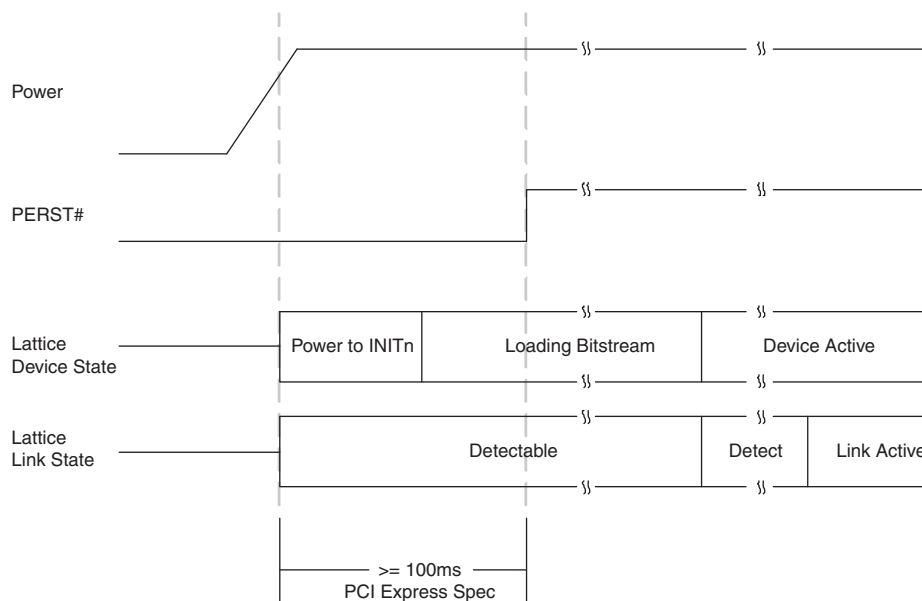 Power
PERST#
Lattice
Device State
Power to INITn
Loading Bitstream
Device Active
Lattice
Link State
Detectable
Detect
Link Active
>= 100ms
PCI Express Spec